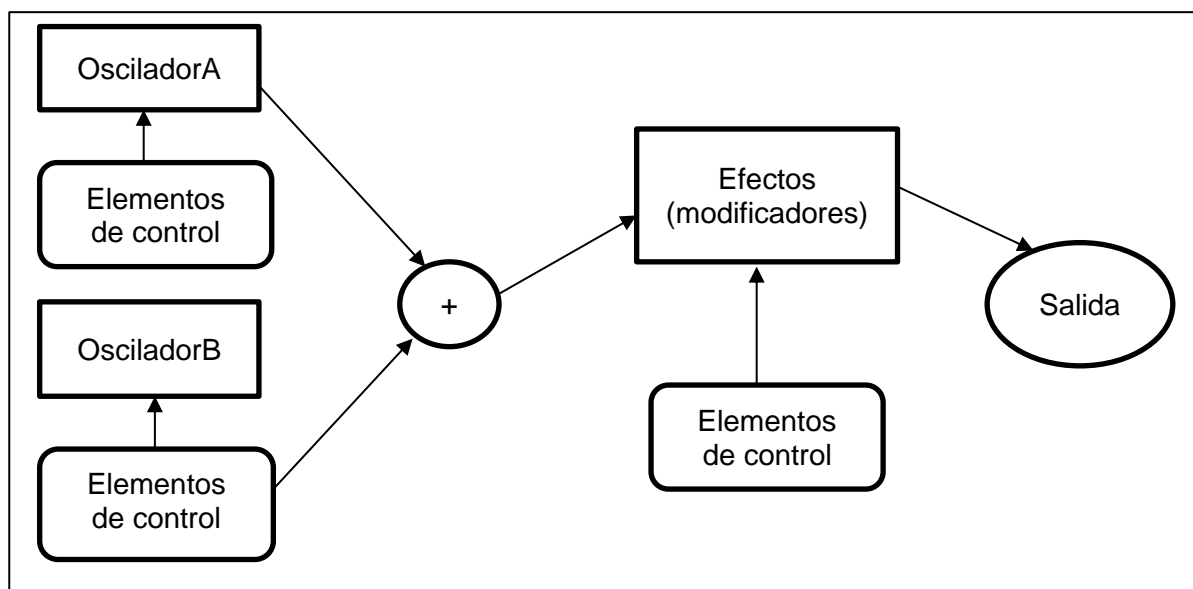 OsciladorA
Elementos
de control
OsciladorB
Elementos
de control
+
Efectos
(modificadores)
Elementos
de control
Salida